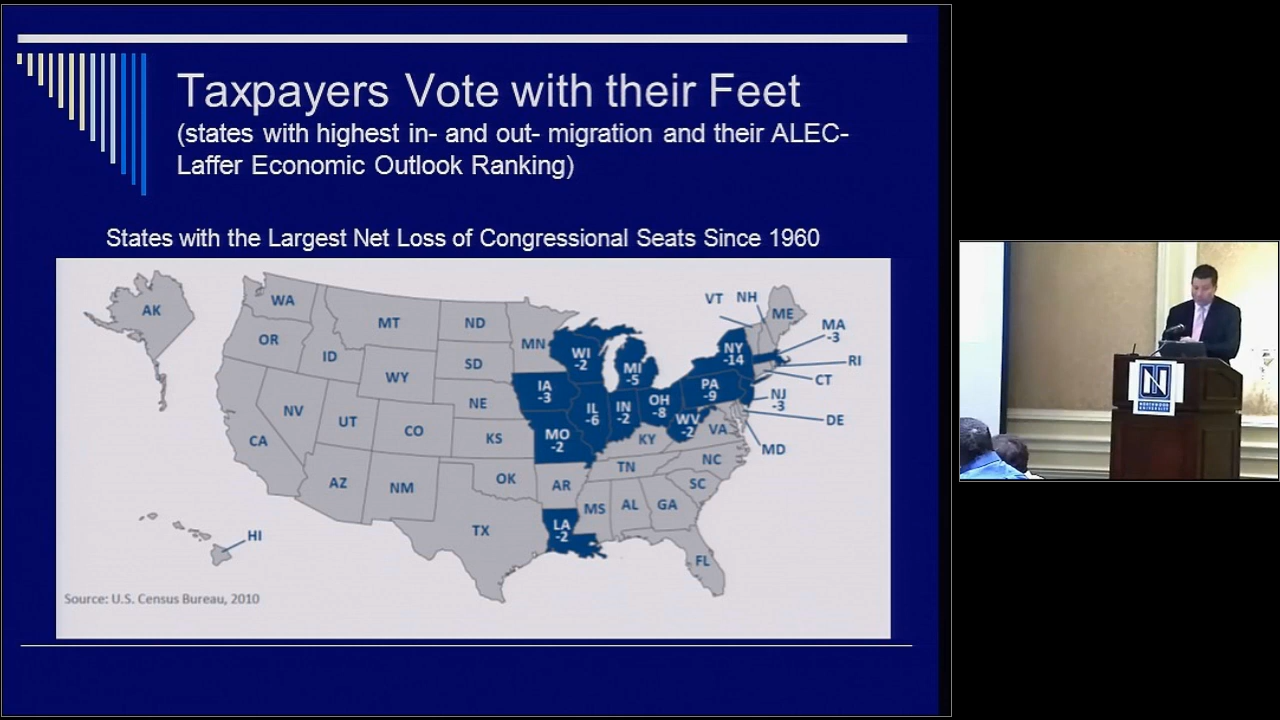 Taxpayers Vote with their Feet
(states with highest in- and out- migration and their ALEC-
Laffer Economic Outlook Ranking)
States with the Largest Net Loss of Congressional Seats Since 1960
AK
WA
OR
CA
NV
ID
MT
WY
UT
AZ
CO
NM
ND
SD
NE
KS
OK
TX
MN
IA
-3
MO
-2
AR
LA
-2
WI
-2
IL
-6
MI
-5
IN
-2
OH
-8
KY
TN
MS
AL
GA
FL
SC
NC
VA
WV
-2
PA
-9
NY
-14
VT
NH
ME
MA
-3
RI
CT
NJ
-3
DE
MD
HI
Source: U.S. Census Bureau, 2010
N
NORTHWOOD
UNIVERSITY